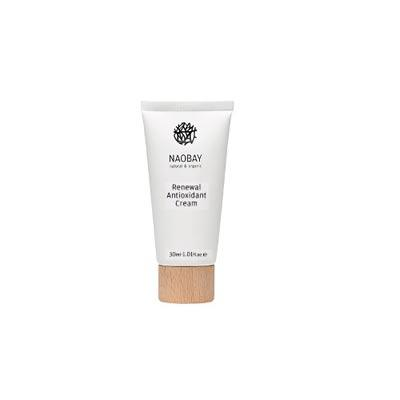 NAOBAY
natural & organic
Renewal
Antioxidant
Cream
30ml 1.01fl.oz e